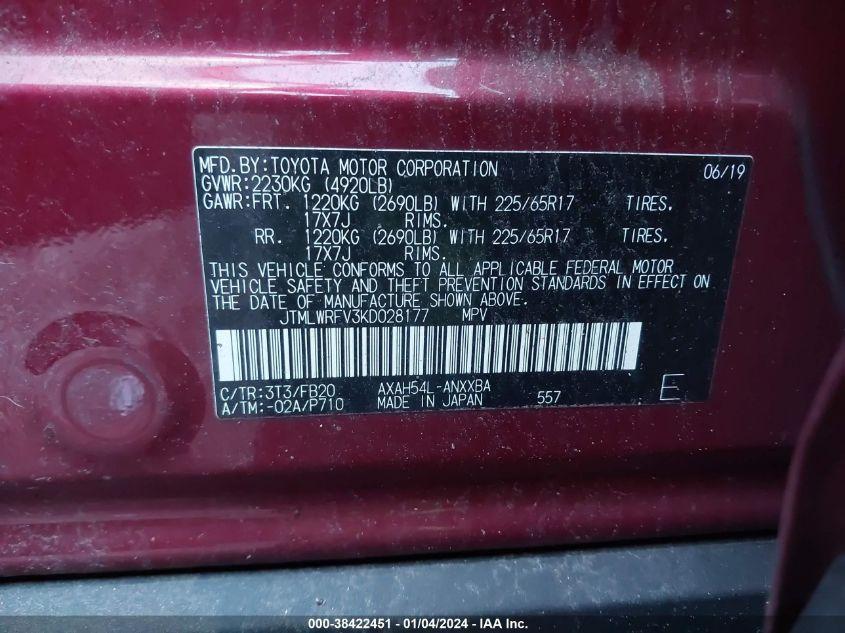 MFD.BY:TOYOTA MOTOR CORPORATION 06/19
GVWR:2230KG (4920LB)
GAWR:FRT. 1220KG (2690LB) WITH 225/65R17 TIRES.
17X7J RIMS.
RR. 1220KG (2690LB) WITH 225/65R17 TIRES.
17X7J RIMS.
THIS VEHICLE CONFORMS TO ALL APPLICABLE FEDERAL MOTOR
VEHICLE SAFETY AND THEFT PREVENTION STANDARDS IN EFFECT ON
THE DATE OF MANUFACTURE SHOWN ABOVE.
JTMLWRFV3KD028177 MPV
C/TR:3T3/FB20 AXAH54L-ANXXBA
A/TM:-02A/P710 MADE IN JAPAN 557 E
000-38422451 - 01/04/2024 - IAA Inc.